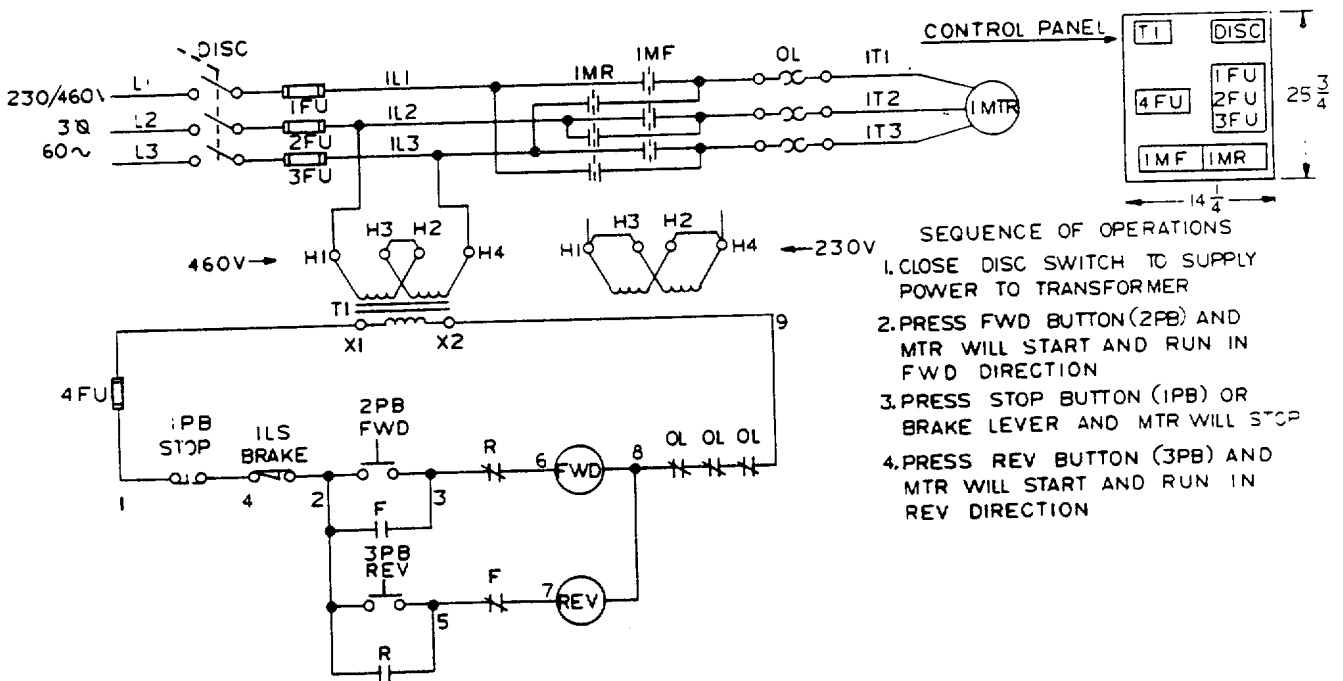 DISC
230/460V
3Ø
60~
L1
L2
L3
1FU
2FU
3FU
1L1
1L2
1L3
1MR
1MF
OL
1T1
1T2
1T3
1MTR
CONTROL PANEL
T1
DISC
4FU
1FU
2FU
3FU
1MF
1MR
25 3/4
14 1/4
460V
H1
H3
H2
H4
H1
H3
H2
H4
230V
T1
X1
X2
9
4FU
1PB
STOP
1LS
BRAKE
2PB
FWD
R
6
FWD
8
OL
OL
OL
1
4
2
3
F
3PB
REV
F
7
REV
5
R
SEQUENCE OF OPERATIONS
1. CLOSE DISC SWITCH TO SUPPLY
POWER TO TRANSFORMER
2. PRESS FWD BUTTON (2PB) AND
MTR WILL START AND RUN IN
FWD DIRECTION
3. PRESS STOP BUTTON (1PB) OR
BRAKE LEVER AND MTR WILL STOP
4. PRESS REV BUTTON (3PB) AND
MTR WILL START AND RUN IN
REV DIRECTION